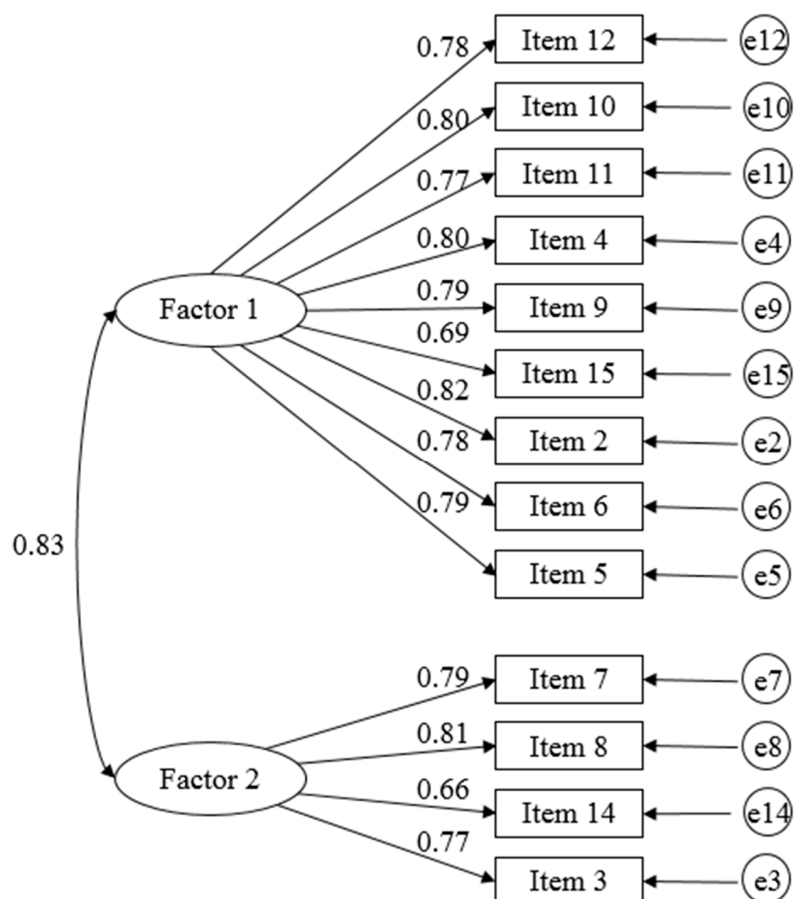 0.78 Item 12 e12
0.80 Item 10 e10
0.77 Item 11 e11
0.80 Item 4 e4
Factor 1 0.79 Item 9 e9
0.69 Item 15 e15
0.82 Item 2 e2
0.78 Item 6 e6
0.79 Item 5 e5
0.83
0.79 Item 7 e7
0.81 Item 8 e8
Factor 2 0.66 Item 14 e14
0.77 Item 3 e3